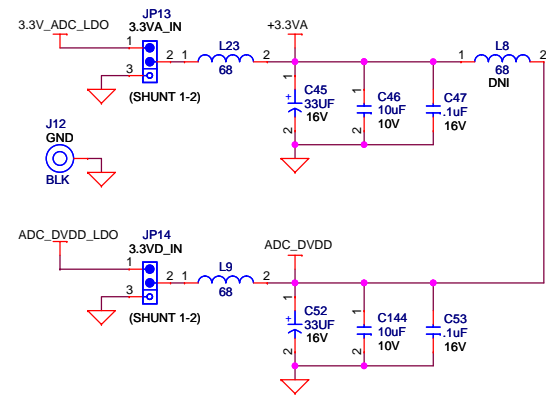 3.3V_ADC_LDO
JP13
3.3VA_IN
1
2
3
(SHUNT 1-2)
1
L23
68
2
+3.3VA
1
+
C45
33UF
16V
2
C46
10uF
10V
C47
.1uF
16V
1
L8
68
DNI
2
J12
GND
BLK
ADC_DVDD_LDO
JP14
3.3VD_IN
1
2
3
(SHUNT 1-2)
1
L9
68
2
ADC_DVDD
1
+
C52
33UF
16V
2
1
C144
10uF
10V
2
C53
.1uF
16V